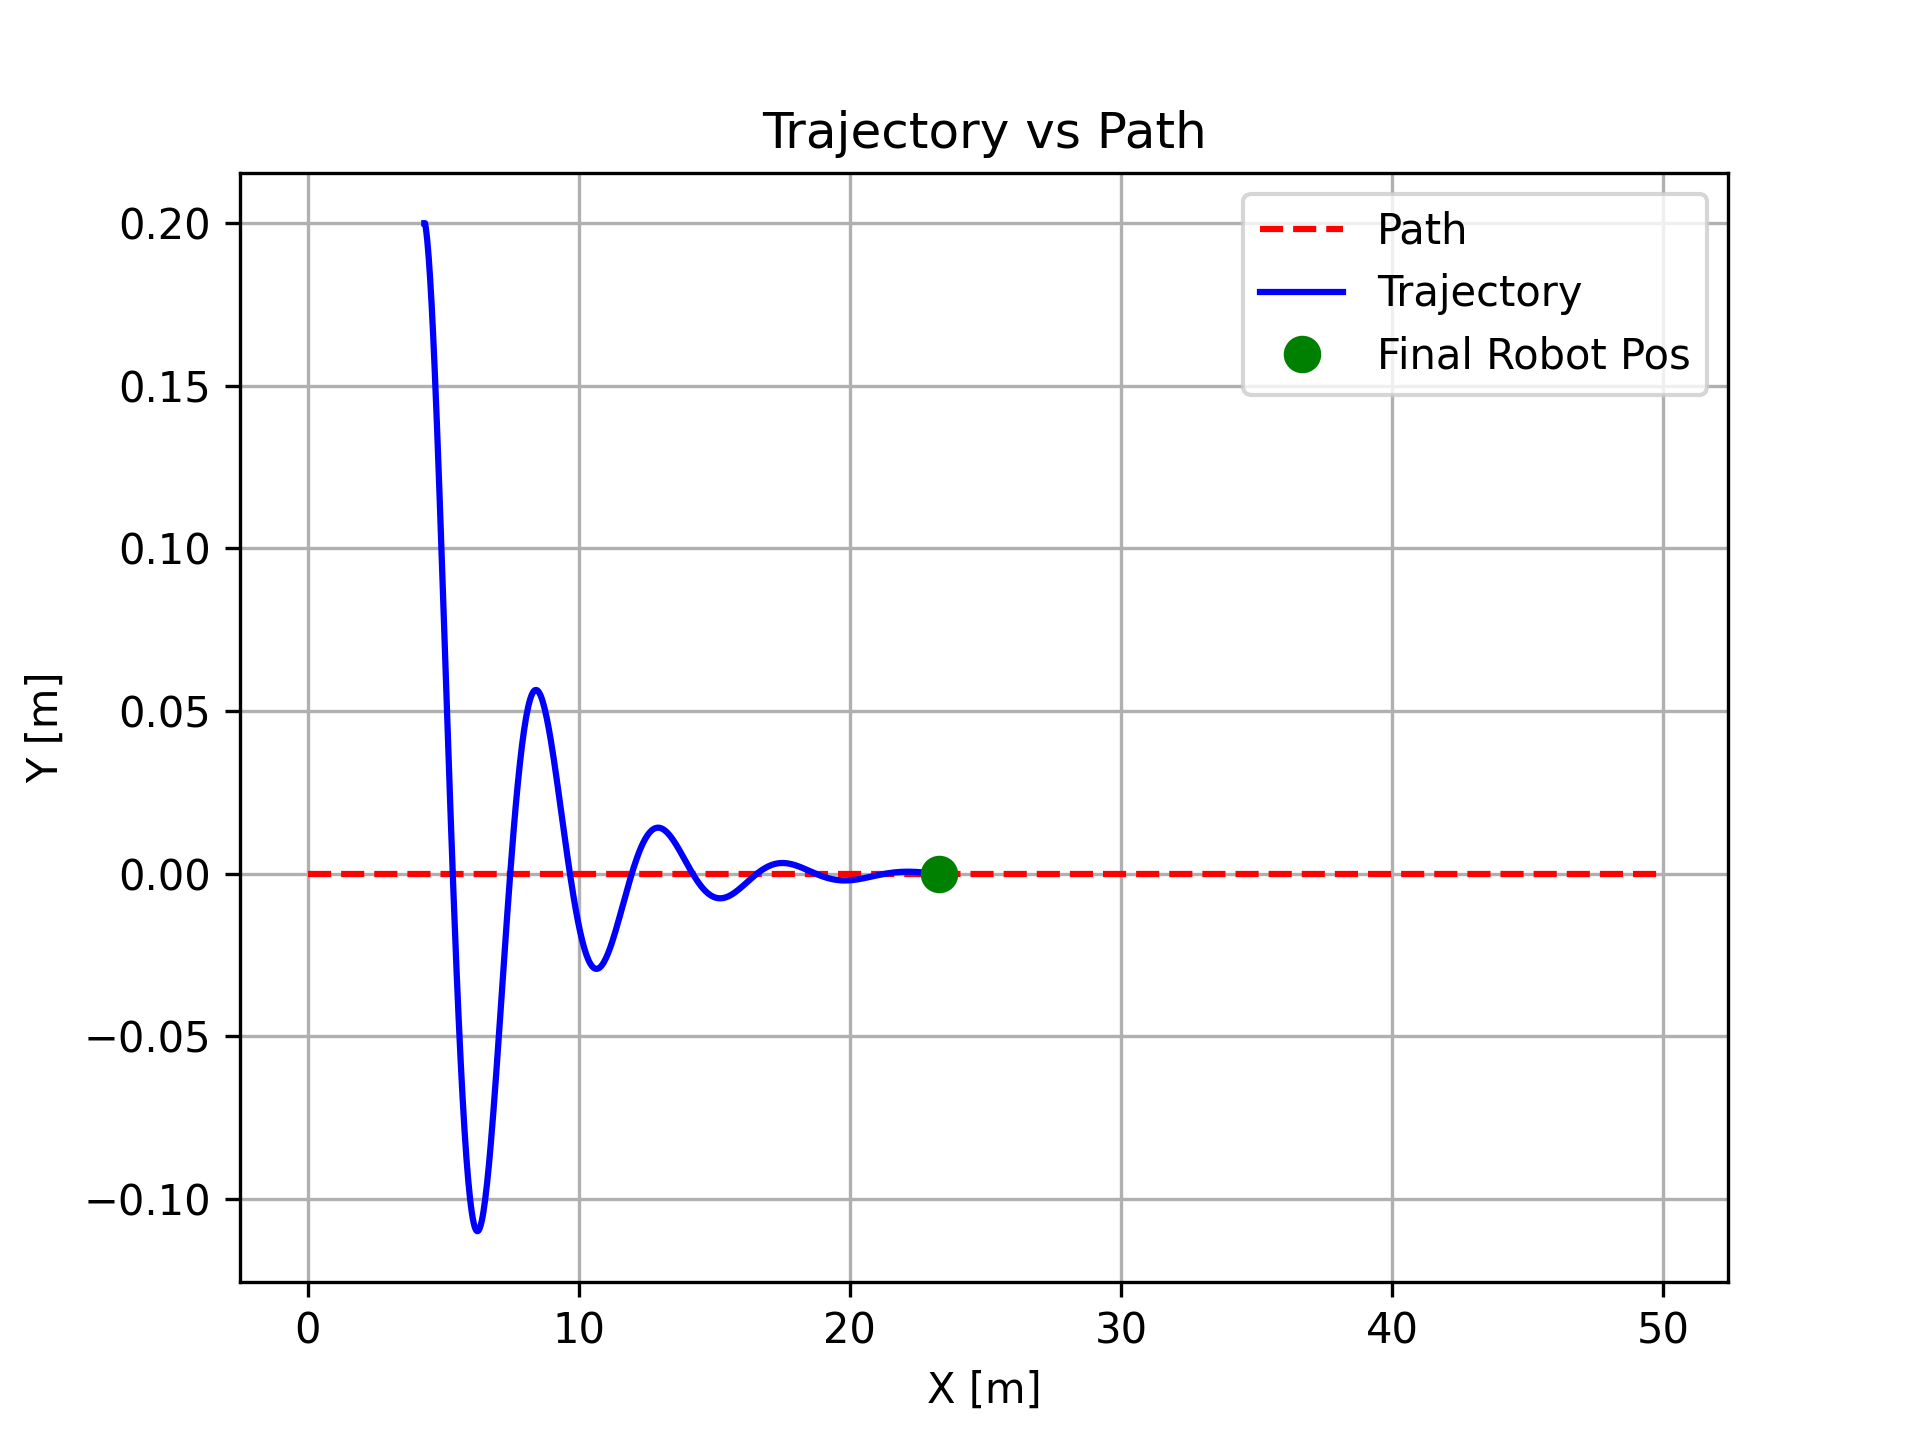 Trajectory vs Path
Path
Trajectory
Final Robot Pos
Y [m]
0.20
0.15
0.10
0.05
0.00
−0.05
−0.10
0 10 20 30 40 50
X [m]